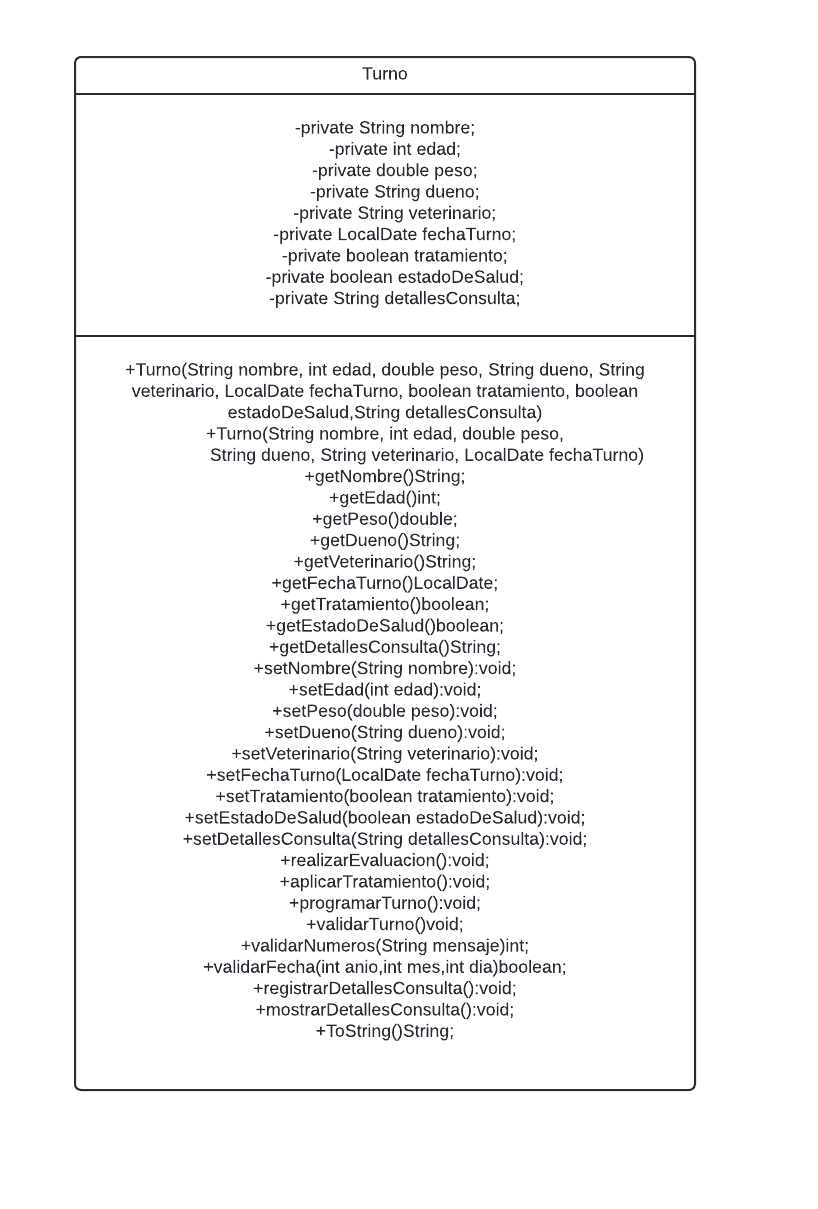 Turno
-private String nombre;
-private int edad;
-private double peso;
-private String dueno;
-private String veterinario;
-private LocalDate fechaTurno;
-private boolean tratamiento;
-private boolean estadoDeSalud;
-private String detallesConsulta;
+Turno(String nombre, int edad, double peso, String dueno, String
veterinario, LocalDate fechaTurno, boolean tratamiento, boolean
estadoDeSalud,String detallesConsulta)
+Turno(String nombre, int edad, double peso,
String dueno, String veterinario, LocalDate fechaTurno)
+getNombre()String;
+getEdad()int;
+getPeso()double;
+getDueno()String;
+getVeterinario()String;
+getFechaTurno()LocalDate;
+getTratamiento()boolean;
+getEstadoDeSalud()boolean;
+getDetallesConsulta()String;
+setNombre(String nombre):void;
+setEdad(int edad):void;
+setPeso(double peso):void;
+setDueno(String dueno):void;
+setVeterinario(String veterinario):void;
+setFechaTurno(LocalDate fechaTurno):void;
+setTratamiento(boolean tratamiento):void;
+setEstadoDeSalud(boolean estadoDeSalud):void;
+setDetallesConsulta(String detallesConsulta):void;
+realizarEvaluacion():void;
+aplicarTratamiento():void;
+programarTurno():void;
+validarTurno()void;
+validarNumeros(String mensaje)int;
+validarFecha(int anio,int mes,int dia)boolean;
+registrarDetallesConsulta():void;
+mostrarDetallesConsulta():void;
+ToString()String;